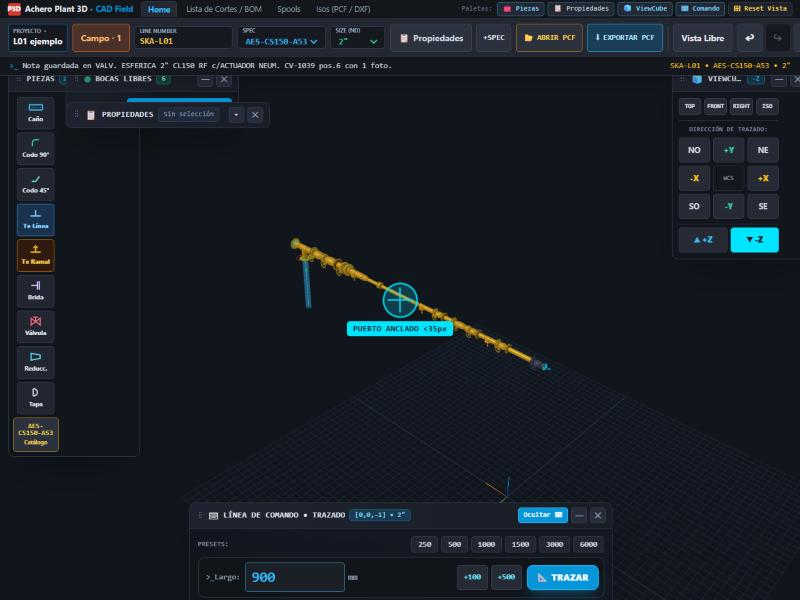 P3D Achero Plant 3D - CAD Field Home Lista de Cortes / BOM Spools Isos (PCF / DXF) Paletas: Piezas Propiedades ViewCube Comando Reset Vista
PROYECTO ▾
L01 ejemplo
Campo · 1
LINE NUMBER
SKA-L01
SPEC
AES-CS150-A53
SIZE (ND)
2"
Propiedades
+SPEC
ABRIR PCF
EXPORTAR PCF
Vista Libre
>_ Nota guardada en VALV. ESFERICA 2" CL150 RF c/ACTUADOR NEUM. CV-1039 pos.6 con 1 foto.
SKA-L01 • AES-CS150-A53 • 2"
PIEZAS
BOCAS LIBRES 6
PROPIEDADES Sin selección
Caño
Codo 90°
Codo 45°
Te Línea
Te Ramal
Brida
Válvula
Reducc.
Tapa
AES-CS150-A53
Catálogo
VIEWCU… -Z
TOP FRONT RIGHT ISO
DIRECCIÓN DE TRAZADO:
NO +Y NE
-X WCS +X
SO -Y SE
▲ +Z ▼ -Z
PUERTO ANCLADO <35px
LÍNEA DE COMANDO • TRAZADO [0,0,-1] • 2" Ocultar
PRESETS: 250 500 1000 1500 3000 6000
>_Largo: 900 mm +100 +500 TRAZAR